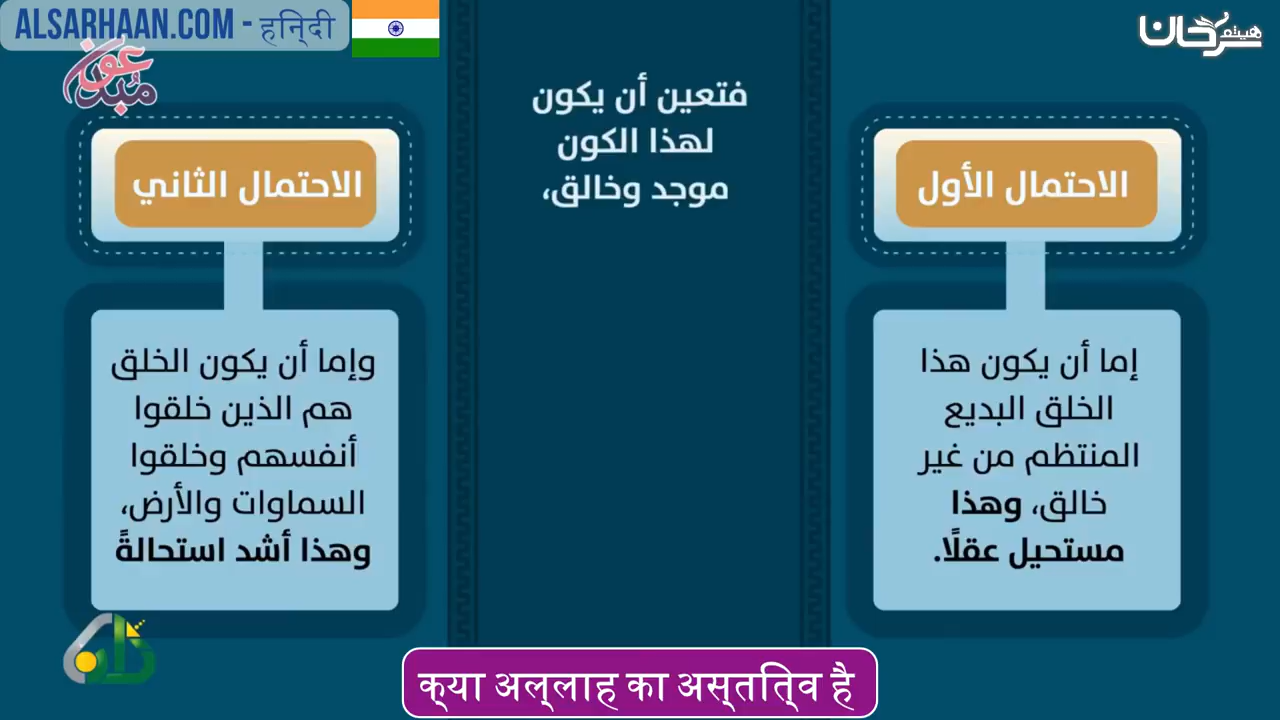 ALSARHAAN.COM - हिन्दी
هيثم سرحان
الاحتمال الأول
إما أن يكون هذا
الخلق البديع
المنتظم من غير
خالق، وهذا
مستحيل عقلًا.
الاحتمال الثاني
وإما أن يكون الخلق
هم الذين خلقوا
أنفسهم وخلقوا
السماوات والأرض،
وهذا أشد استحالةً
فتعين أن يكون
لهذا الكون
موجد وخالق،
क्या अल्लाह का अस्तित्व है